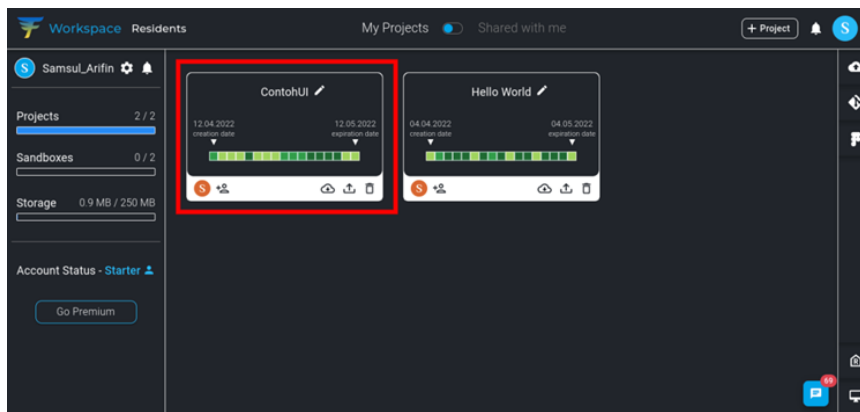 Workspace Residents
My Projects
Shared with me
+ Project
S
S
Samsul_Arifin
Projects 2 / 2
Sandboxes 0 / 2
Storage 0.9 MB / 250 MB
Account Status - Starter
Go Premium
ContohUI
12.04.2022 12.05.2022
creation date expiration date
S
Hello World
04.04.2022 04.05.2022
creation date expiration date
S
69